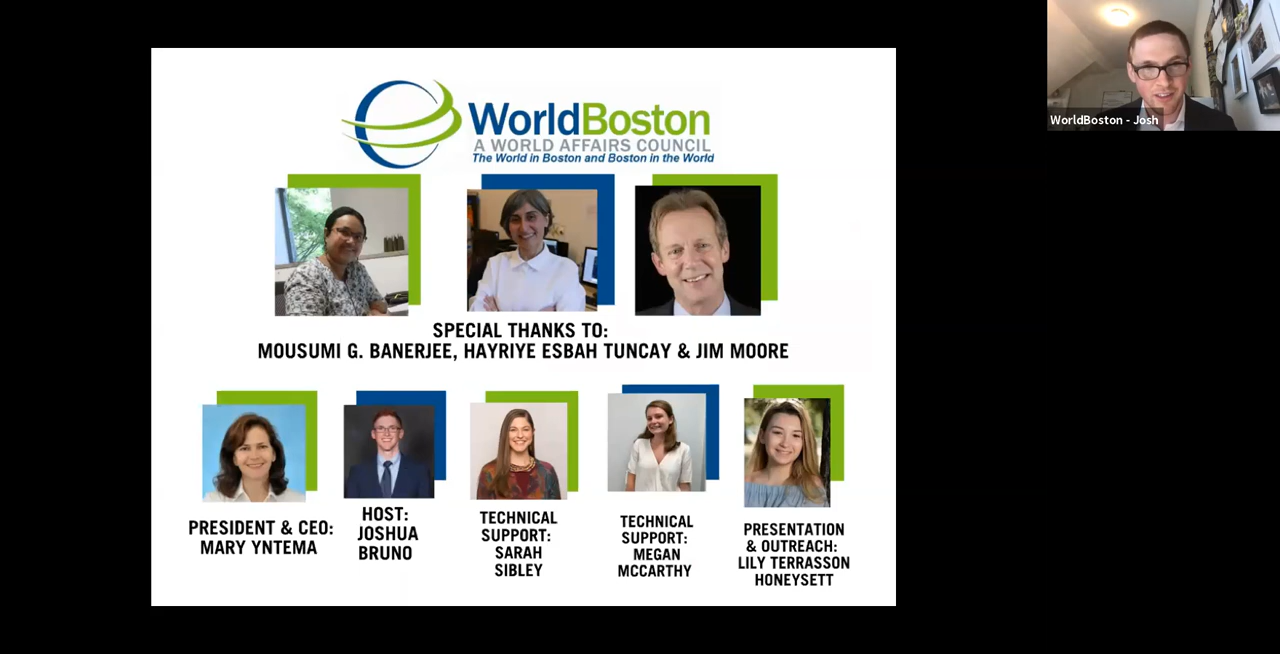 WorldBoston
A WORLD AFFAIRS COUNCIL
The World in Boston and Boston in the World
WorldBoston - Josh
SPECIAL THANKS TO:
MOUSUMI G. BANERJEE, HAYRIYE ESBAH TUNCAY & JIM MOORE
PRESIDENT & CEO:
MARY YNTEMA
HOST:
JOSHUA
BRUNO
TECHNICAL
SUPPORT:
SARAH
SIBLEY
TECHNICAL
SUPPORT:
MEGAN
MCCARTHY
PRESENTATION
& OUTREACH:
LILY TERRASSON
HONEYSETT